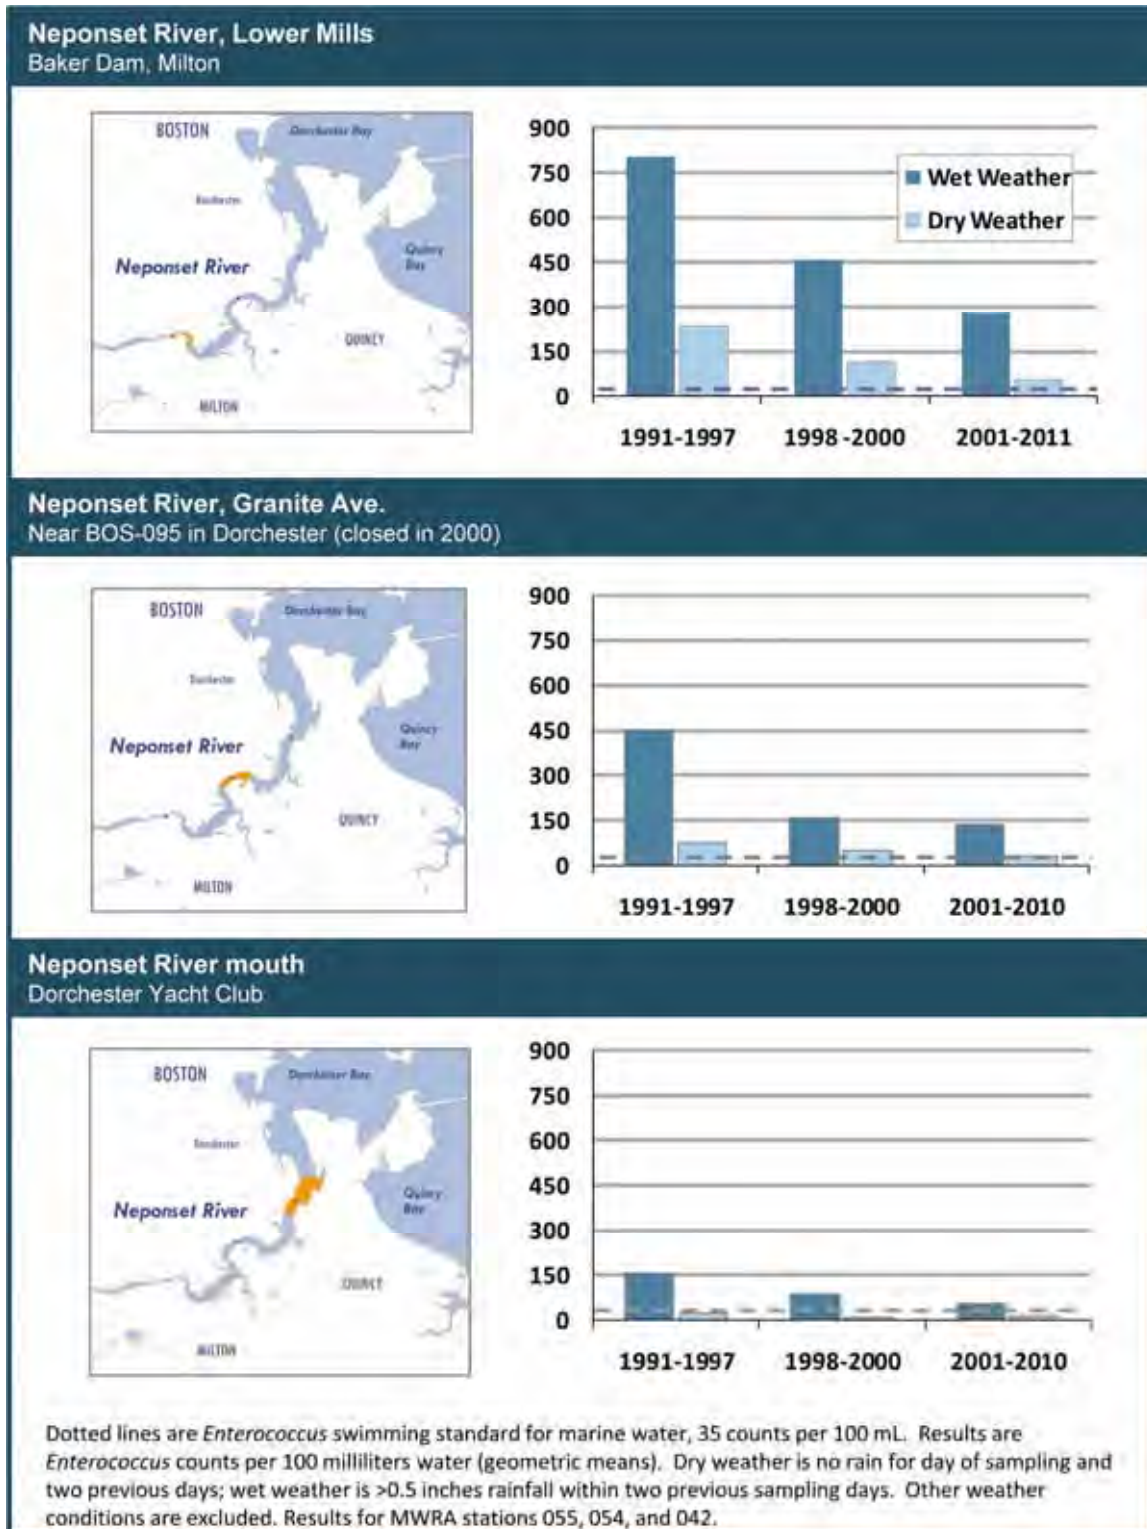 Neponset River, Lower Mills
Baker Dam, Milton
BOSTON
Dorchester Bay
Dorchester
Neponset River
Quincy
Bay
QUINCY
MILTON
900
750
600
450
300
150
0
Wet Weather
Dry Weather
1991-1997 1998-2000 2001-2011
Neponset River, Granite Ave.
Near BOS-095 in Dorchester (closed in 2000)
BOSTON
Dorchester Bay
Dorchester
Neponset River
Quincy
Bay
QUINCY
MILTON
900
750
600
450
300
150
0
1991-1997 1998-2000 2001-2010
Neponset River mouth
Dorchester Yacht Club
BOSTON
Dorchester Bay
Dorchester
Neponset River
Quincy
Bay
QUINCY
MILTON
900
750
600
450
300
150
0
1991-1997 1998-2000 2001-2010
Dotted lines are Enterococcus swimming standard for marine water, 35 counts per 100 mL. Results are
Enterococcus counts per 100 milliliters water (geometric means). Dry weather is no rain for day of sampling and
two previous days; wet weather is >0.5 inches rainfall within two previous sampling days. Other weather
conditions are excluded. Results for MWRA stations 055, 054, and 042.